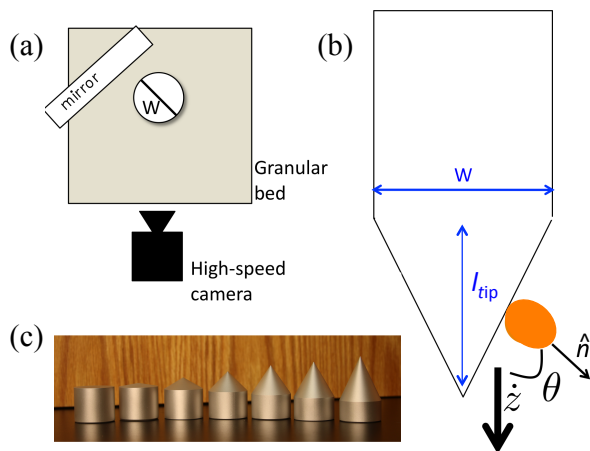 (a)
mirror
W
Granular
bed
High-speed
camera
(b)
W
l_tip
n̂
ż
θ
(c)